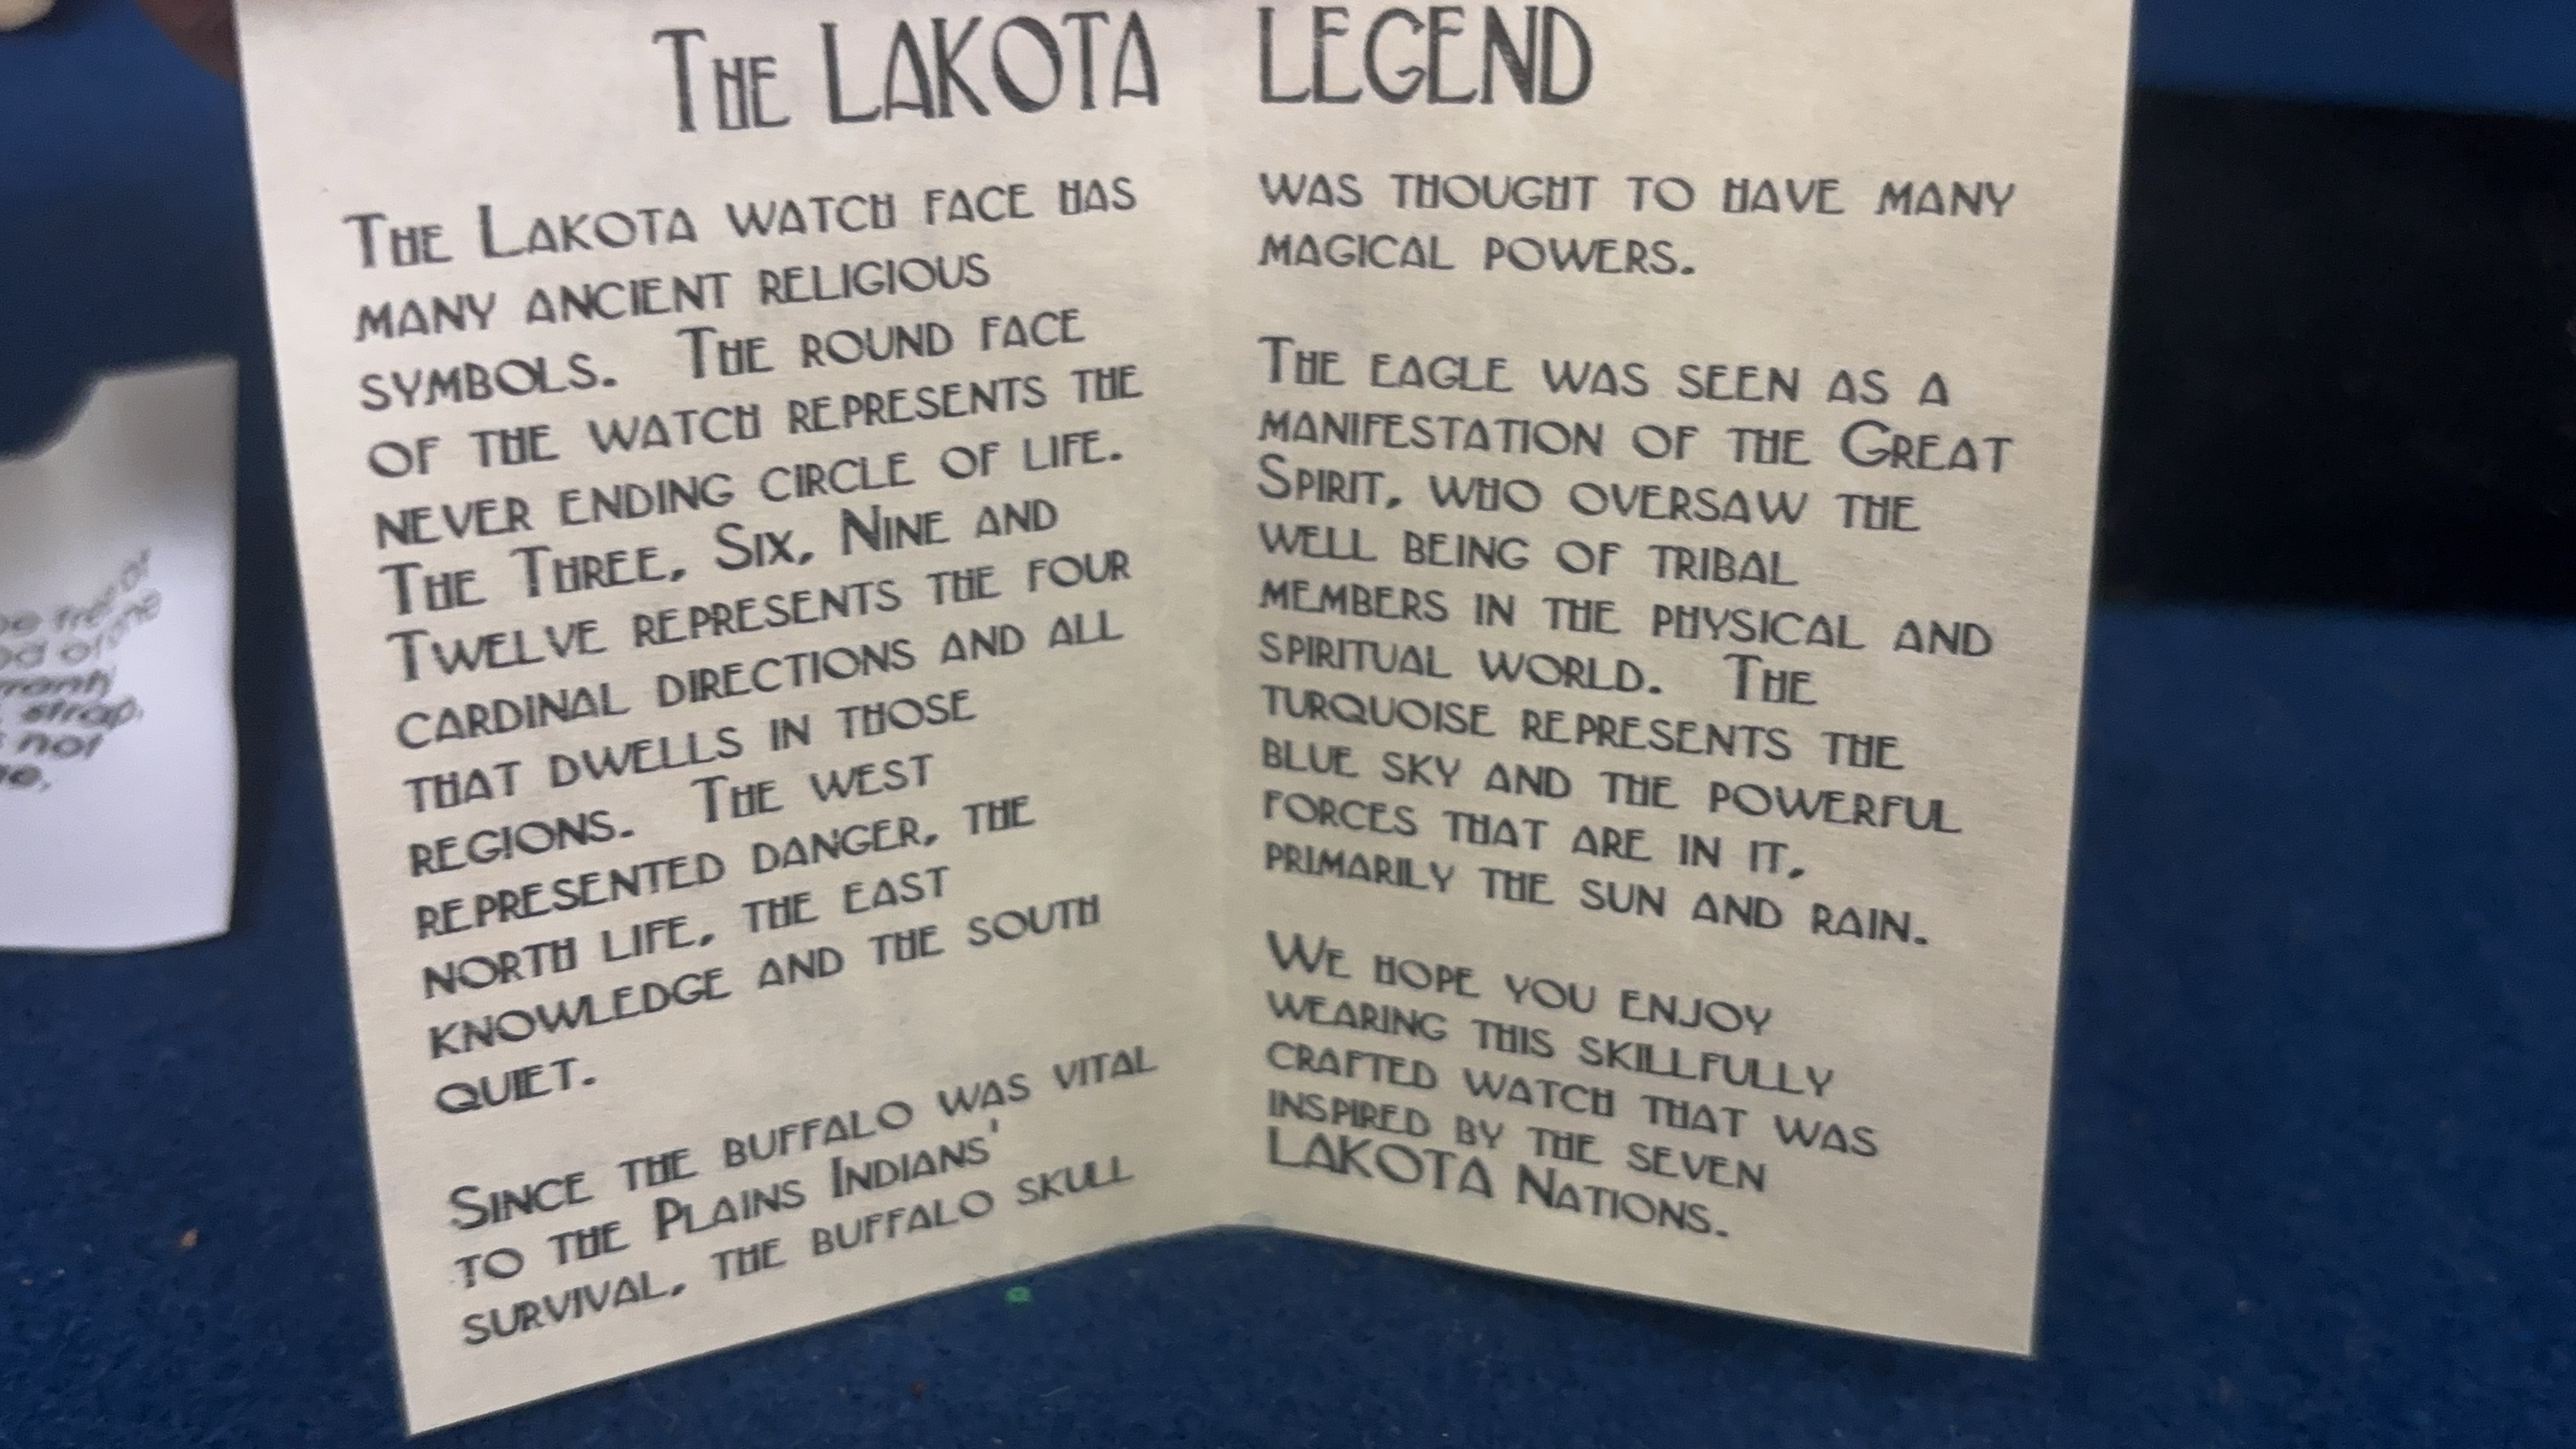 The LAKOTA LEGEND
The Lakota watch face has
many ancient religious
symbols. The round face
of the watch represents the
never ending circle of life.
The Three, Six, Nine and
Twelve represents the four
cardinal directions and all
that dwells in those
regions. The west
represented danger, the
north life, the east
knowledge and the south
quiet.
Since the buffalo was vital
to the Plains Indians'
survival, the buffalo skull
was thought to have many
magical powers.
The eagle was seen as a
manifestation of the Great
Spirit, who oversaw the
well being of tribal
members in the physical and
spiritual world. The
turquoise represents the
blue sky and the powerful
forces that are in it,
primarily the sun and rain.
We hope you enjoy
wearing this skillfully
crafted watch that was
inspired by the seven
LAKOTA Nations.
be free of
strap,
not